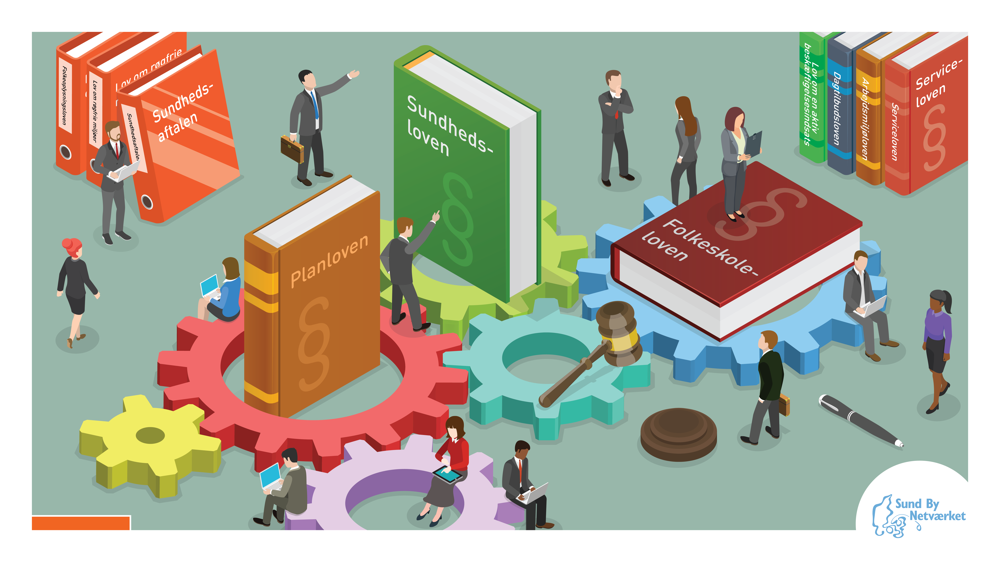 Folkeoplysningsloven
Lov om røgfrie miljøer
Lov om røgfrie
Sundhedsaftalen
Sundheds-
aftalen
Sundheds-
loven
§
Planloven
§
Folkeskole-
loven
§
Lov om en aktiv
beskæftigelsesindsats
Dagtilbudsloven
Arbejdsmiljøloven
Serviceloven
Service-
loven
§
Sund By
Netværket